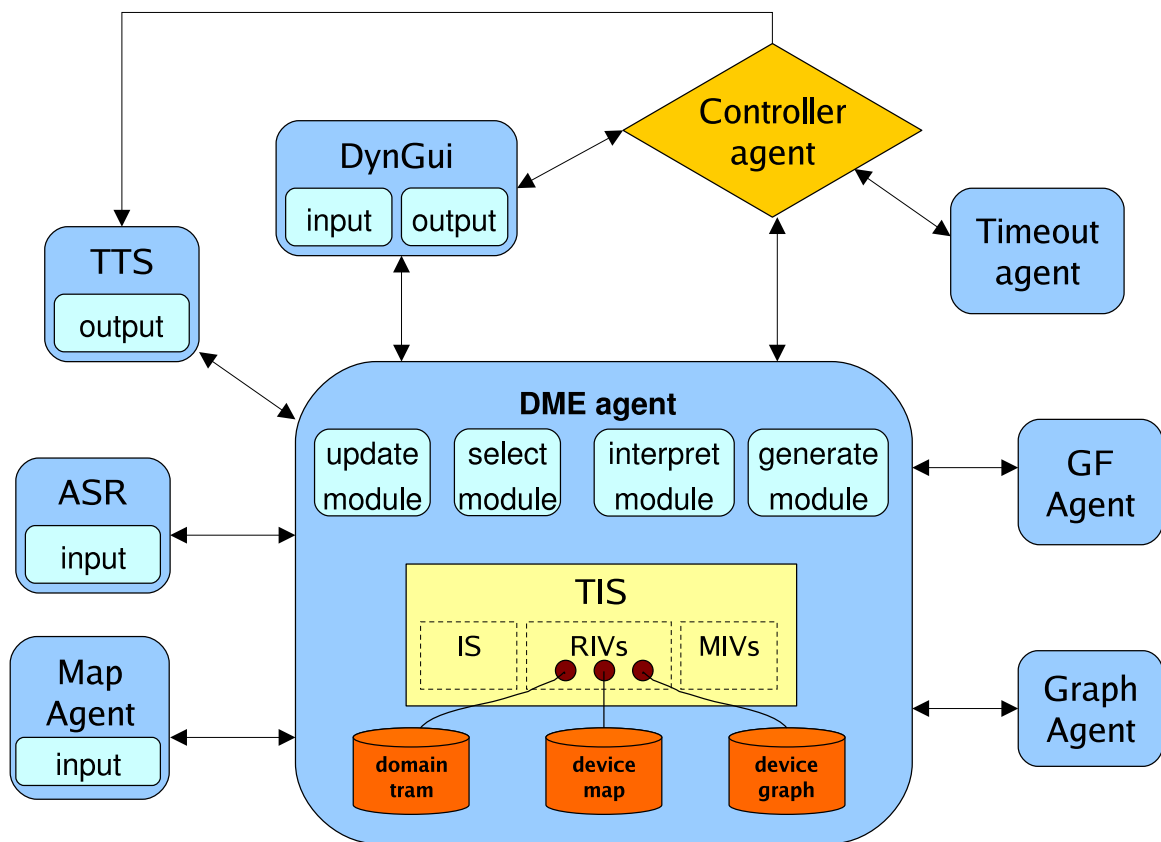 Controller
agent
DynGui
input
output
Timeout
agent
TTS
output
DME agent
update
module
select
module
interpret
module
generate
module
ASR
input
GF
Agent
TIS
IS
RIVs
MIVs
Map
Agent
input
Graph
Agent
domain
tram
device
map
device
graph